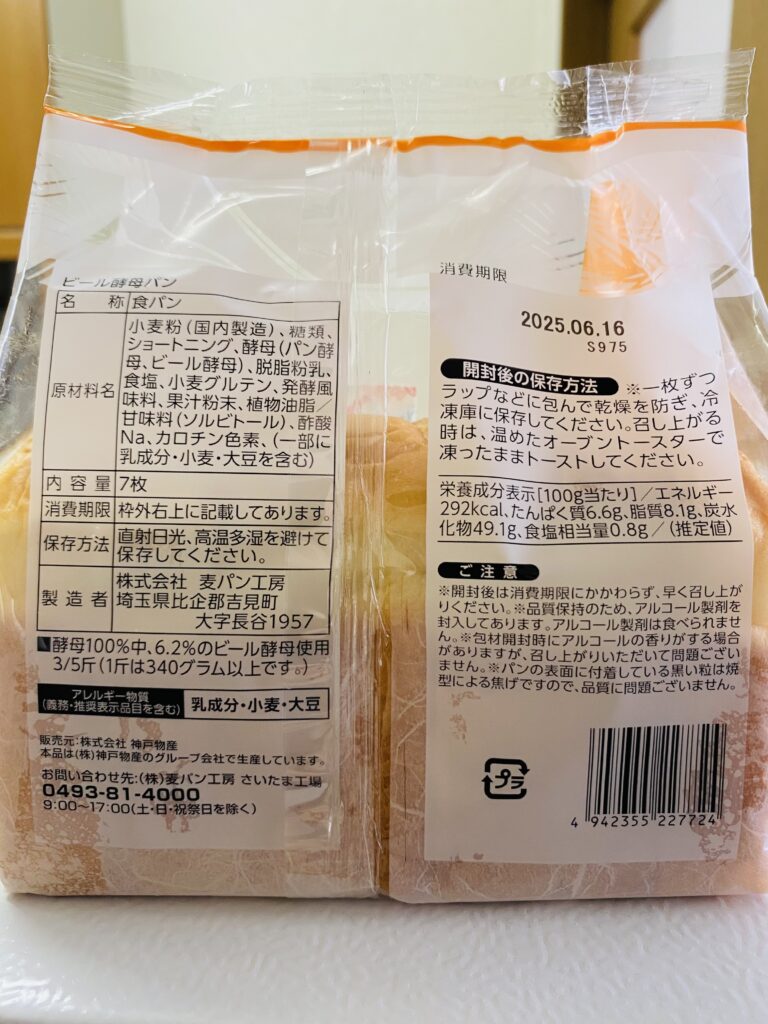 ビール酵母パン
名称 食パン
原材料名 小麦粉(国内製造)、糖類、
ショートニング、酵母(パン酵
母、ビール酵母)、脱脂粉乳、
食塩、小麦グルテン、発酵風
味料、果汁粉末、植物油脂/
甘味料(ソルビトール)、酢酸
Na、カロチン色素、(一部に
乳成分・小麦・大豆を含む)
内容量 7枚
消費期限 枠外右上に記載してあります。
保存方法 直射日光、高温多湿を避けて
保存してください。
製造者 株式会社 麦パン工房
埼玉県比企郡吉見町
大字長谷1957
■酵母100%中、6.2%のビール酵母使用
3/5斤(1斤は340グラム以上です。)
アレルギー物質
(義務・推奨表示品目を含む)
乳成分・小麦・大豆
販売元:株式会社 神戸物産
本品は(株)神戸物産のグループ会社で生産しています。
お問い合わせ先:(株)麦パン工房 さいたま工場
0493-81-4000
9:00〜17:00(土・日・祝祭日を除く)
消費期限
2025.06.16
S975
開封後の保存方法 ※一枚ずつ
ラップなどに包んで乾燥を防ぎ、冷
凍庫に保存してください。召し上がる
時は、温めたオーブントースターで
凍ったままトーストしてください。
栄養成分表示[100g当たり]/エネルギー
292kcal、たんぱく質6.6g、脂質8.1g、炭水
化物49.1g、食塩相当量0.8g/(推定値)
ご注意
※開封後は消費期限にかかわらず、早く召し上が
りください。※品質保持のため、アルコール製剤を
封入してあります。アルコール製剤は食べられませ
ん。※包材開封時にアルコールの香りがする場合
がありますが、召し上がりいただいて問題ござい
ません。※パンの表面に付着している黒い粒は焼
型による焦げですので、品質に問題ございません。
プラ
4 942355 227724